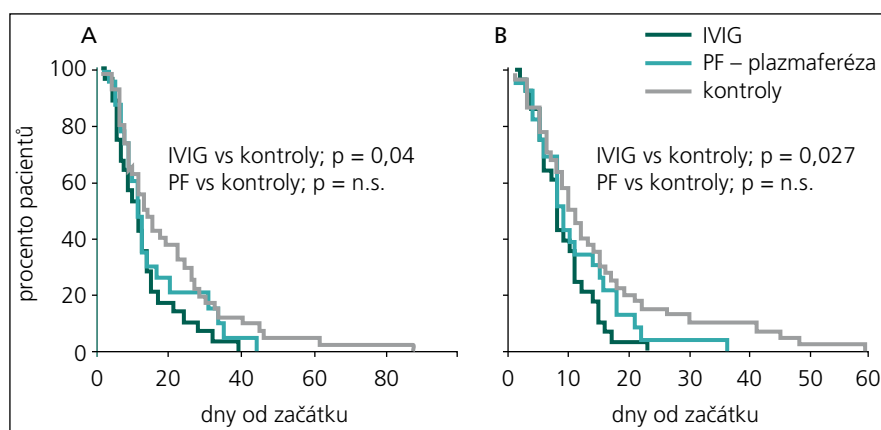 A
B
IVIG
PF – plazmaferéza
kontroly
procento pacientů
100
80
60
40
20
0
IVIG vs kontroly; p = 0,04
PF vs kontroly; p = n.s.
0 20 40 60 80
dny od začátku
IVIG vs kontroly; p = 0,027
PF vs kontroly; p = n.s.
0 10 20 30 40 50 60
dny od začátku